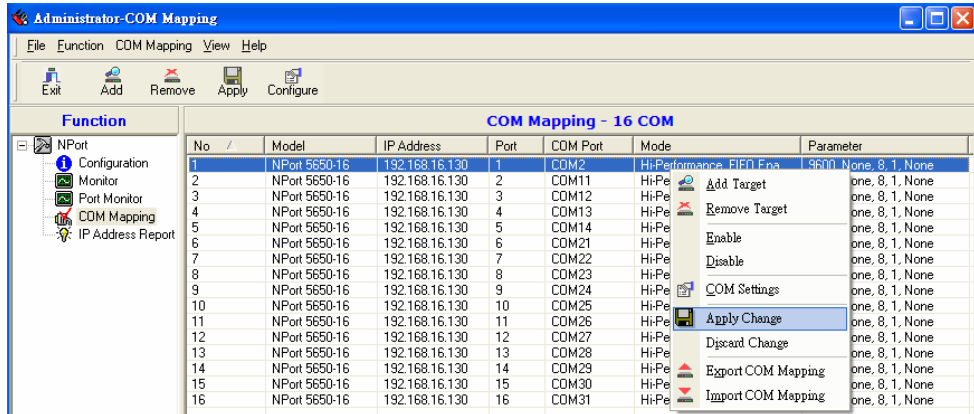 Administrator-COM Mapping
File Function COM Mapping View Help
Exit Add Remove Apply Configure
Function
COM Mapping - 16 COM
NPort
Configuration
Monitor
Port Monitor
COM Mapping
IP Address Report
No Model IP Address Port COM Port Mode Parameter
1 NPort 5650-16 192.168.16.130 1 COM2 Hi-Performance, FIFO Ena... 9600, None, 8, 1, None
2 NPort 5650-16 192.168.16.130 2 COM11 Hi-Pe one, 8, 1, None
3 NPort 5650-16 192.168.16.130 3 COM12 Hi-Pe one, 8, 1, None
4 NPort 5650-16 192.168.16.130 4 COM13 Hi-Pe one, 8, 1, None
5 NPort 5650-16 192.168.16.130 5 COM14 Hi-Pe one, 8, 1, None
6 NPort 5650-16 192.168.16.130 6 COM21 Hi-Pe one, 8, 1, None
7 NPort 5650-16 192.168.16.130 7 COM22 Hi-Pe one, 8, 1, None
8 NPort 5650-16 192.168.16.130 8 COM23 Hi-Pe one, 8, 1, None
9 NPort 5650-16 192.168.16.130 9 COM24 Hi-Pe one, 8, 1, None
10 NPort 5650-16 192.168.16.130 10 COM25 Hi-Pe one, 8, 1, None
11 NPort 5650-16 192.168.16.130 11 COM26 Hi-Pe one, 8, 1, None
12 NPort 5650-16 192.168.16.130 12 COM27 Hi-Pe one, 8, 1, None
13 NPort 5650-16 192.168.16.130 13 COM28 Hi-Pe one, 8, 1, None
14 NPort 5650-16 192.168.16.130 14 COM29 Hi-Pe one, 8, 1, None
15 NPort 5650-16 192.168.16.130 15 COM30 Hi-Pe one, 8, 1, None
16 NPort 5650-16 192.168.16.130 16 COM31 Hi-Pe one, 8, 1, None
Add Target
Remove Target
Enable
Disable
COM Settings
Apply Change
Discard Change
Export COM Mapping
Import COM Mapping